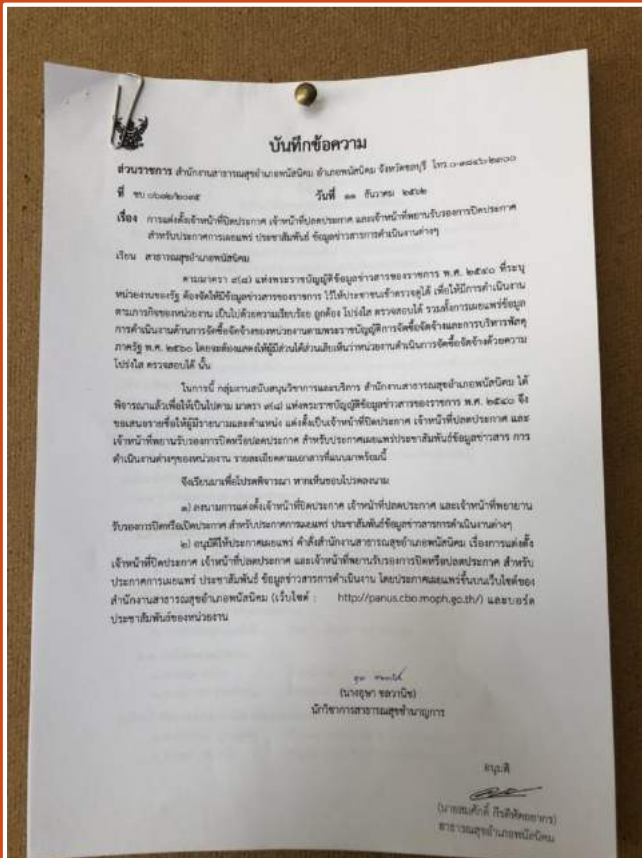 บันทึกข้อความ
ส่วนราชการ สำนักงานสาธารณสุขอำเภอพนัสนิคม อำเภอพนัสนิคม จังหวัดชลบุรี โทร.
ที่ ชบ วันที่ ๑๑ ธันวาคม ๒๕๖๒
เรื่อง การแต่งตั้งเจ้าหน้าที่ปิดประกาศ เจ้าหน้าที่ปลดประกาศ และเจ้าหน้าที่พยานรับรองการปิดประกาศ
สำหรับประกาศการเผยแพร่ ประชาสัมพันธ์ ข้อมูลข่าวสารการดำเนินงานต่างๆ
เรียน สาธารณสุขอำเภอพนัสนิคม
ตามมาตรา ๙(๘) แห่งพระราชบัญญัติข้อมูลข่าวสารของราชการ พ.ศ. ๒๕๔๐ ที่ระบุ
หน่วยงานของรัฐ ต้องจัดให้มีข้อมูลข่าวสารของราชการ ไว้ให้ประชาชนเข้าตรวจดูได้ เพื่อให้มีการดำเนินงาน
ตามภารกิจของหน่วยงาน เป็นไปด้วยความเรียบร้อย ถูกต้อง โปร่งใส ตรวจสอบได้ รวมทั้งการเผยแพร่ข้อมูล
การดำเนินงานด้านการจัดซื้อจัดจ้างของหน่วยงานตามพระราชบัญญัติการจัดซื้อจัดจ้างและการบริหารพัสดุ
ภาครัฐ พ.ศ. ๒๕๖๐ โดยจะต้องแสดงให้ผู้มีส่วนได้ส่วนเสียเห็นว่าหน่วยงานดำเนินการจัดซื้อจัดจ้างด้วยความ
โปร่งใส ตรวจสอบได้ นั้น
ในการนี้ กลุ่มงานสนับสนุนวิชาการและบริการ สำนักงานสาธารณสุขอำเภอพนัสนิคม ได้
พิจารณาแล้วเพื่อให้เป็นไปตาม มาตรา ๙(๘) แห่งพระราชบัญญัติข้อมูลข่าวสารของราชการ พ.ศ. ๒๕๔๐ จึง
ขอเสนอรายชื่อให้ผู้มีรายนามและตำแหน่ง แต่งตั้งเป็นเจ้าหน้าที่ปิดประกาศ เจ้าหน้าที่ปลดประกาศ และ
เจ้าหน้าที่พยานรับรองการปิดหรือปลดประกาศ สำหรับประกาศเผยแพร่ประชาสัมพันธ์ข้อมูลข่าวสาร การ
ดำเนินงานต่างๆของหน่วยงาน รายละเอียดตามเอกสารที่แนบมาพร้อมนี้
จึงเรียนมาเพื่อโปรดพิจารณา หากเห็นชอบโปรดลงนาม
๑) ลงนามการแต่งตั้งเจ้าหน้าที่ปิดประกาศ เจ้าหน้าที่ปลดประกาศ และเจ้าหน้าที่พยายาน
รับรองการปิดหรือเปิดประกาศ สำหรับประกาศการเผยแพร่ ประชาสัมพันธ์ข้อมูลข่าวสารการดำเนินงานต่างๆ
๒) อนุมัติให้ประกาศเผยแพร่ คำสั่งสำนักงานสาธารณสุขอำเภอพนัสนิคม เรื่องการแต่งตั้ง
เจ้าหน้าที่ปิดประกาศ เจ้าหน้าที่ปลดประกาศ และเจ้าหน้าที่พยานรับรองการปิดหรือปลดประกาศ สำหรับ
ประกาศการเผยแพร่ ประชาสัมพันธ์ ข้อมูลข่าวสารการดำเนินงาน โดยประกาศเผยแพร่ขึ้นบนเว็บไซต์ของ
สำนักงานสาธารณสุขอำเภอพนัสนิคม (เว็บไซต์ : http://panus.cbo.moph.go.th/) และบอร์ด
ประชาสัมพันธ์ของหน่วยงาน
(นางอุษา ชลวานิช)
นักวิชาการสาธารณสุขชำนาญการ
อนุมัติ
(นายสมศักดิ์
สาธารณสุขอำเภอพนัสนิคม